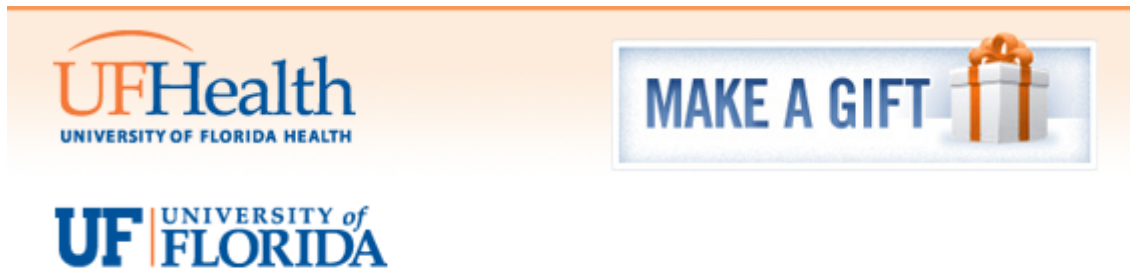 UFHealth
UNIVERSITY OF FLORIDA HEALTH
MAKE A GIFT
UF UNIVERSITY of
FLORIDA